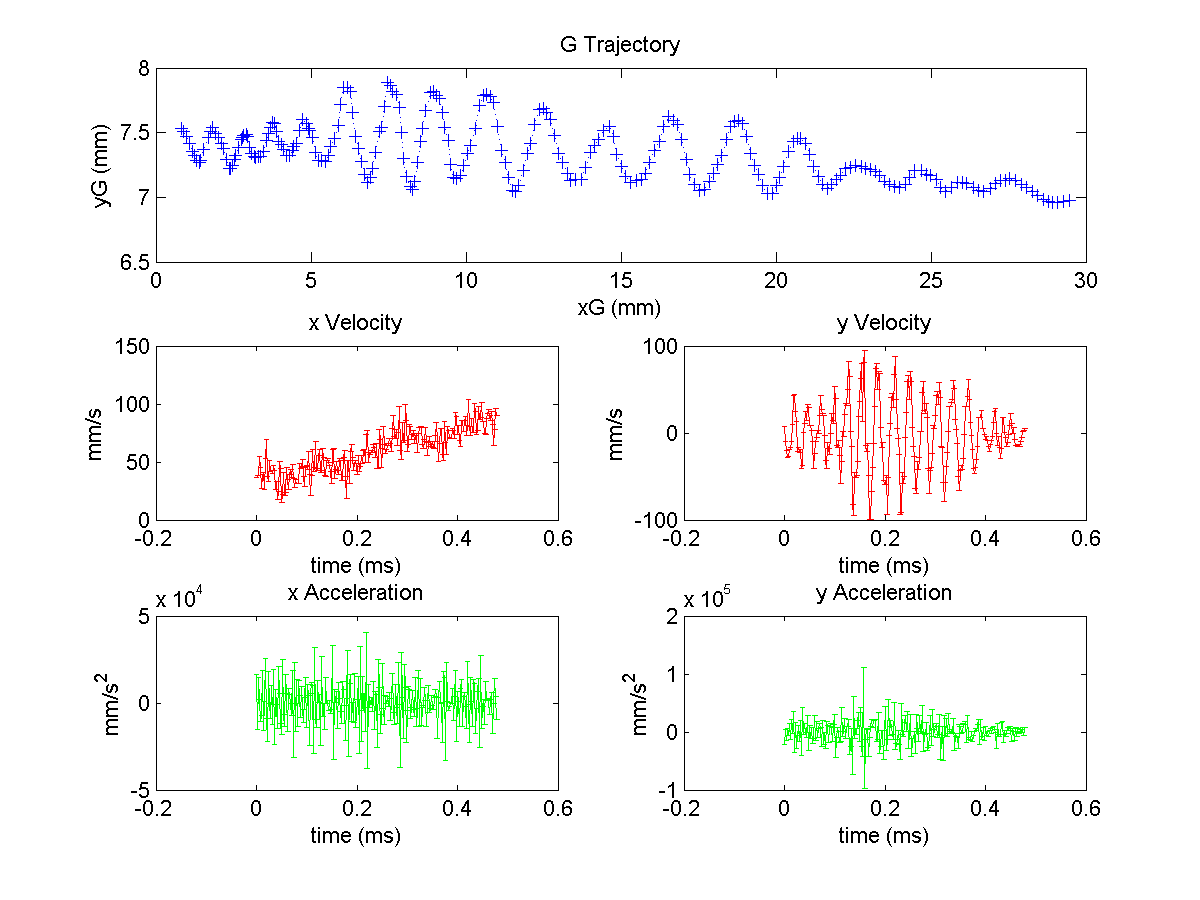 G Trajectory
8
7.5
7
6.5
yG (mm)
0 5 10 15 20 25 30
xG (mm)
x Velocity
150
100
50
0
mm/s
-0.2 0 0.2 0.4 0.6
time (ms)
y Velocity
100
0
-100
mm/s
-0.2 0 0.2 0.4 0.6
time (ms)
x Acceleration
x 10^4
5
0
-5
mm/s^2
-0.2 0 0.2 0.4 0.6
time (ms)
y Acceleration
x 10^5
2
1
0
-1
mm/s^2
-0.2 0 0.2 0.4 0.6
time (ms)